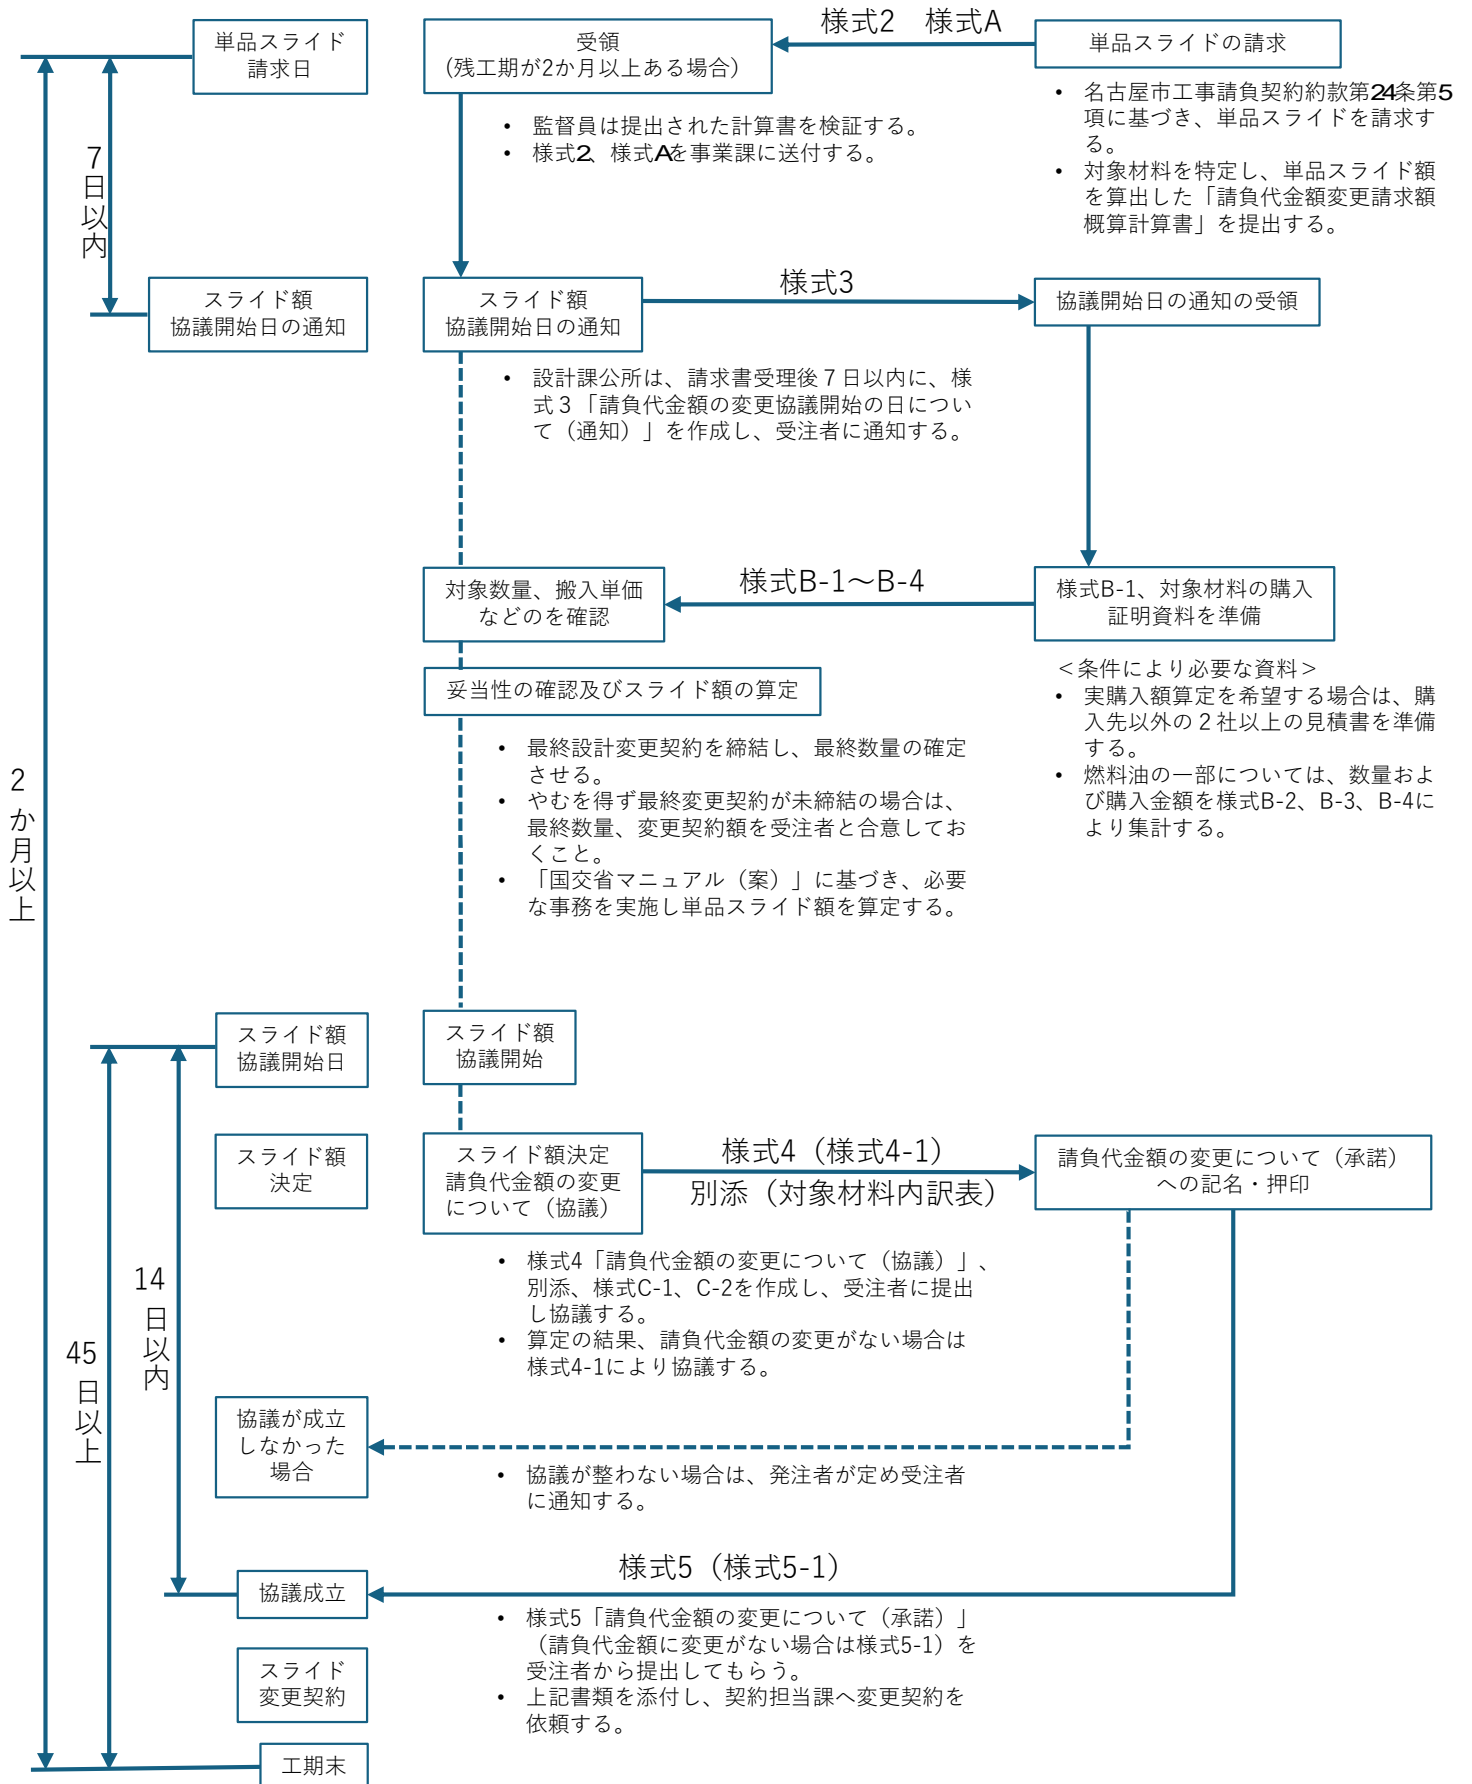 様式2　様式A
単品スライド
請求日
受領
(残工期が2か月以上ある場合)
単品スライドの請求
• 監督員は提出された計算書を検証する。
• 様式2、様式Aを事業課に送付する。
• 名古屋市工事請負契約約款第24条第5
項に基づき、単品スライドを請求す
る。
• 対象材料を特定し、単品スライド額
を算出した「請負代金額変更請求額
概算計算書」を提出する。
7日以内
スライド額
協議開始日の通知
スライド額
協議開始日の通知
様式3
協議開始日の通知の受領
• 設計課公所は、請求書受理後７日以内に、様
式３「請負代金額の変更協議開始の日につい
て（通知）」を作成し、受注者に通知する。
対象数量、搬入単価
などのを確認
様式B-1～B-4
様式B-1、対象材料の購入
証明資料を準備
妥当性の確認及びスライド額の算定
＜条件により必要な資料＞
• 実購入額算定を希望する場合は、購
入先以外の２社以上の見積書を準備
する。
• 燃料油の一部については、数量およ
び購入金額を様式B-2、B-3、B-4に
より集計する。
• 最終設計変更契約を締結し、最終数量の確定
させる。
• やむを得ず最終変更契約が未締結の場合は、
最終数量、変更契約額を受注者と合意してお
くこと。
• 「国交省マニュアル（案）」に基づき、必要
な事務を実施し単品スライド額を算定する。
2か月以上
スライド額
協議開始日
スライド額
協議開始
スライド額
決定
スライド額決定
請負代金額の変更
について（協議）
様式4（様式4-1）
別添（対象材料内訳表）
請負代金額の変更について（承諾）
への記名・押印
• 様式4「請負代金額の変更について（協議）」、
別添、様式C-1、C-2を作成し、受注者に提出
し協議する。
• 算定の結果、請負代金額の変更がない場合は
様式4-1により協議する。
14日以内
45日以上
協議が成立
しなかった
場合
• 協議が整わない場合は、発注者が定め受注者
に通知する。
様式5（様式5-1）
協議成立
• 様式5「請負代金額の変更について（承諾）」
（請負代金額に変更がない場合は様式5-1）を
受注者から提出してもらう。
• 上記書類を添付し、契約担当課へ変更契約を
依頼する。
スライド
変更契約
工期末